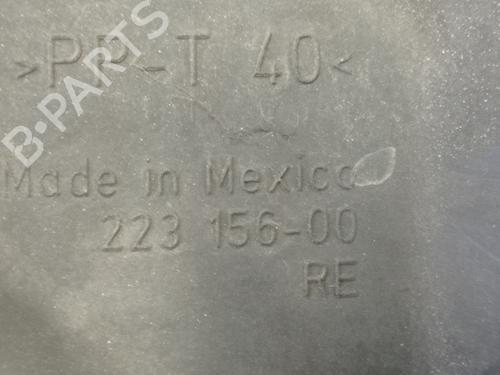 >PP-T 40<
B-PARTS
Made in Mexico
223 156-00
RE